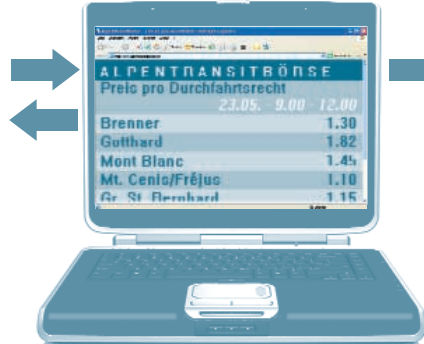 ALPENTRANSITBÖRSE
Preis pro Durchfahrtsrecht
23.05. - 9.00 - 12.00
Brenner 1.30
Gotthard 1.82
Mont Blanc 1.45
Mt. Cenis/Fréjus 1.10
Gr. St. Bernhard 1.15